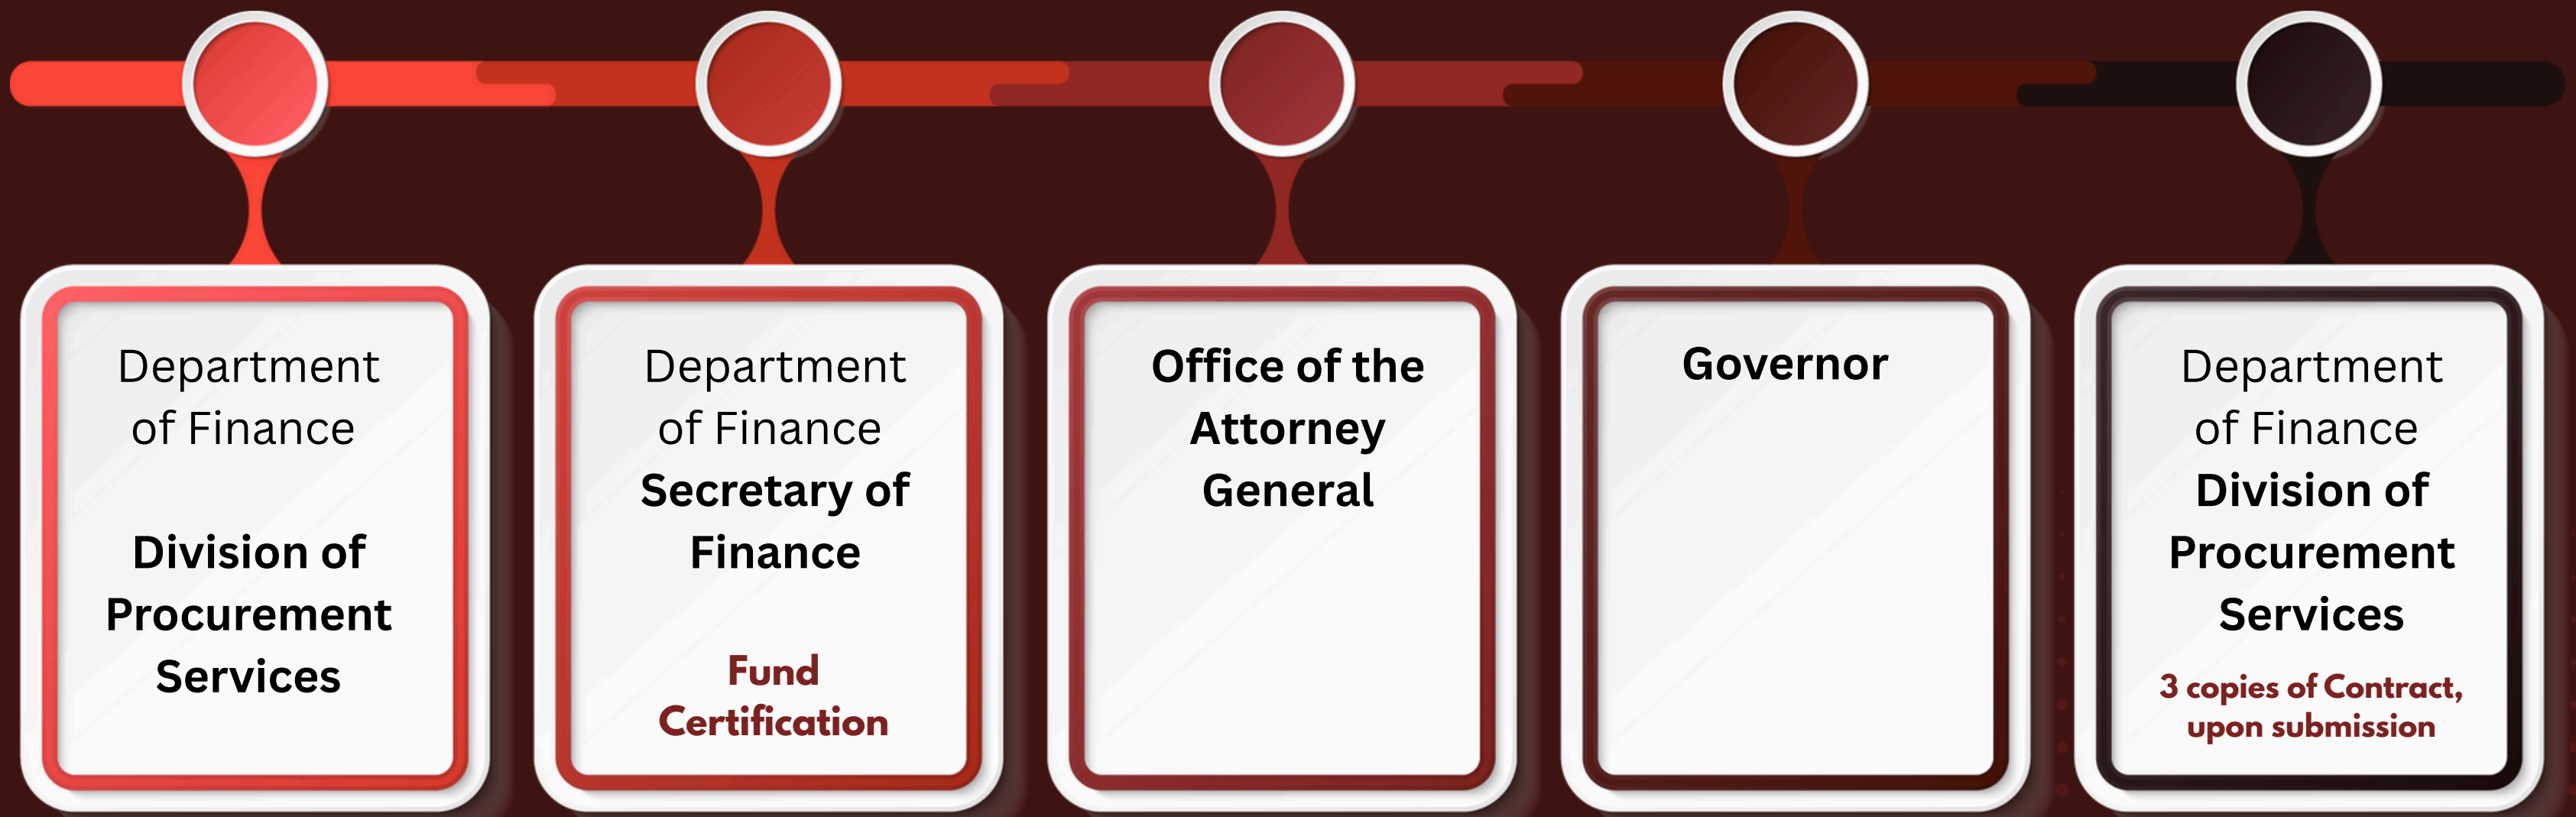 Department
of Finance
Division of
Procurement
Services
Department
of Finance
Secretary of
Finance
Fund
Certification
Office of the
Attorney
General
Governor
Department
of Finance
Division of
Procurement
Services
3 copies of Contract,
upon submission